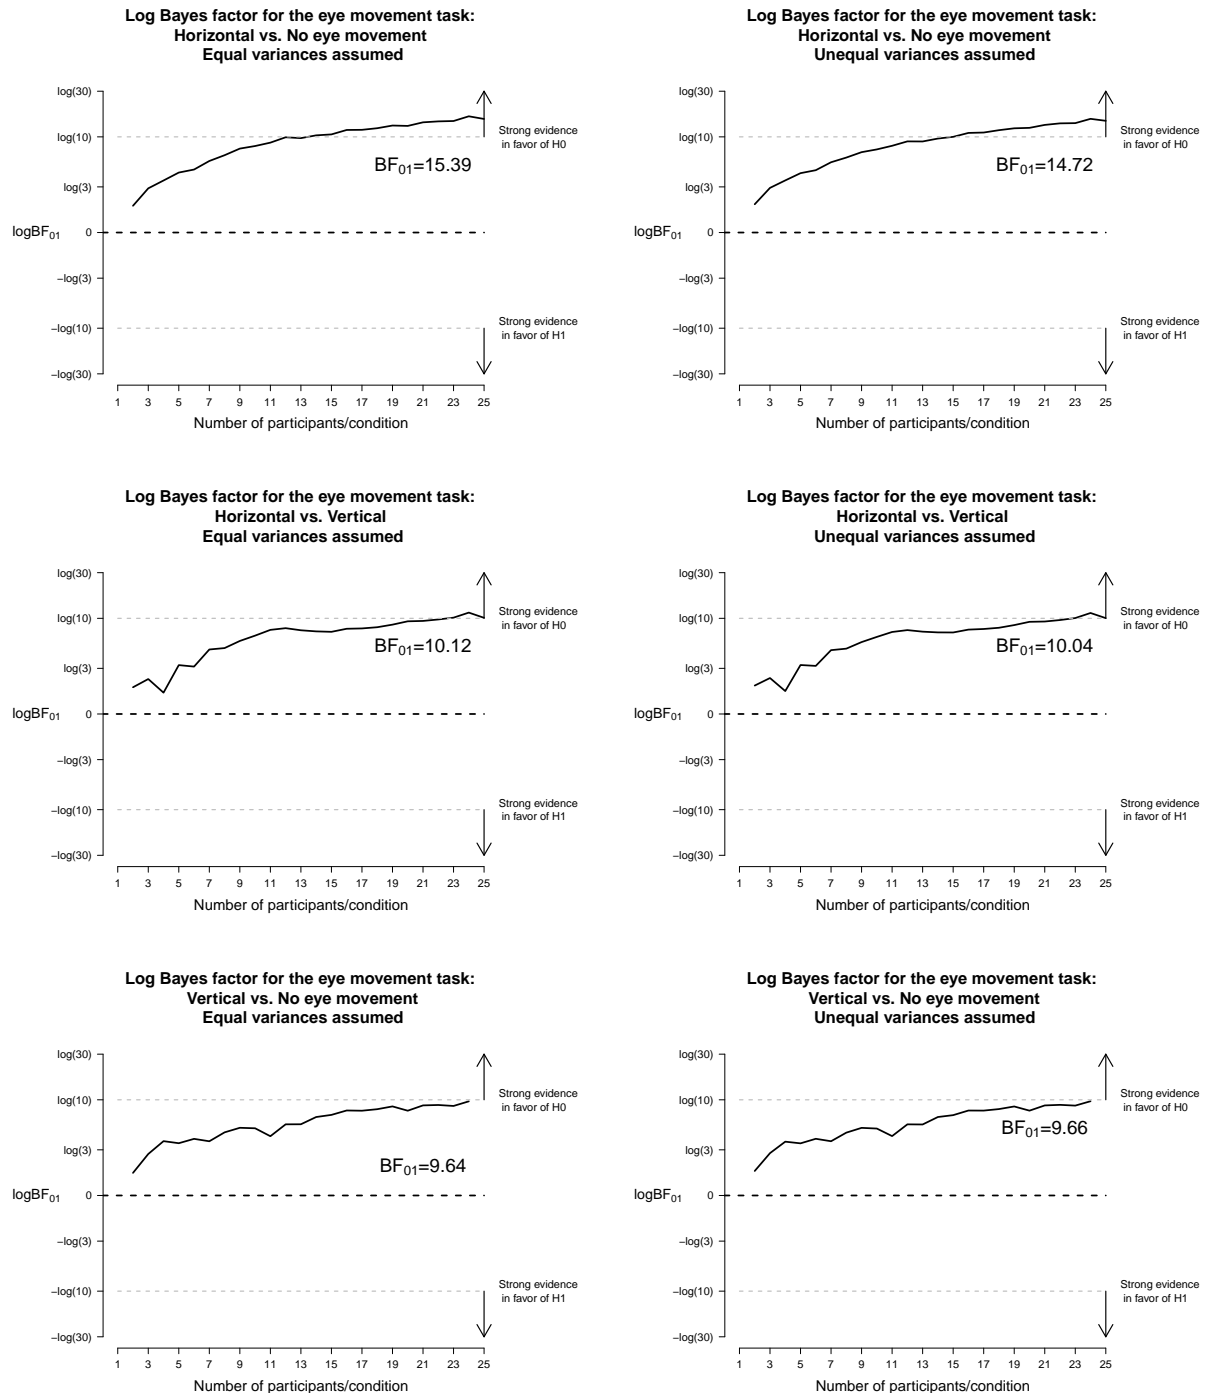 Log Bayes factor for the eye movement task:
Horizontal vs. No eye movement
Equal variances assumed
log(30)
log(10)
log(3)
logBF01 0
−log(3)
−log(10)
−log(30)
Strong evidence
in favor of H0
BF01=15.39
Strong evidence
in favor of H1
1 3 5 7 9 11 13 15 17 19 21 23 25
Number of participants/condition
Log Bayes factor for the eye movement task:
Horizontal vs. No eye movement
Unequal variances assumed
log(30)
log(10)
log(3)
logBF01 0
−log(3)
−log(10)
−log(30)
Strong evidence
in favor of H0
BF01=14.72
Strong evidence
in favor of H1
1 3 5 7 9 11 13 15 17 19 21 23 25
Number of participants/condition
Log Bayes factor for the eye movement task:
Horizontal vs. Vertical
Equal variances assumed
log(30)
log(10)
log(3)
logBF01 0
−log(3)
−log(10)
−log(30)
Strong evidence
in favor of H0
BF01=10.12
Strong evidence
in favor of H1
1 3 5 7 9 11 13 15 17 19 21 23 25
Number of participants/condition
Log Bayes factor for the eye movement task:
Horizontal vs. Vertical
Unequal variances assumed
log(30)
log(10)
log(3)
logBF01 0
−log(3)
−log(10)
−log(30)
Strong evidence
in favor of H0
BF01=10.04
Strong evidence
in favor of H1
1 3 5 7 9 11 13 15 17 19 21 23 25
Number of participants/condition
Log Bayes factor for the eye movement task:
Vertical vs. No eye movement
Equal variances assumed
log(30)
log(10)
log(3)
logBF01 0
−log(3)
−log(10)
−log(30)
Strong evidence
in favor of H0
BF01=9.64
Strong evidence
in favor of H1
1 3 5 7 9 11 13 15 17 19 21 23 25
Number of participants/condition
Log Bayes factor for the eye movement task:
Vertical vs. No eye movement
Unequal variances assumed
log(30)
log(10)
log(3)
logBF01 0
−log(3)
−log(10)
−log(30)
Strong evidence
in favor of H0
BF01=9.66
Strong evidence
in favor of H1
1 3 5 7 9 11 13 15 17 19 21 23 25
Number of participants/condition